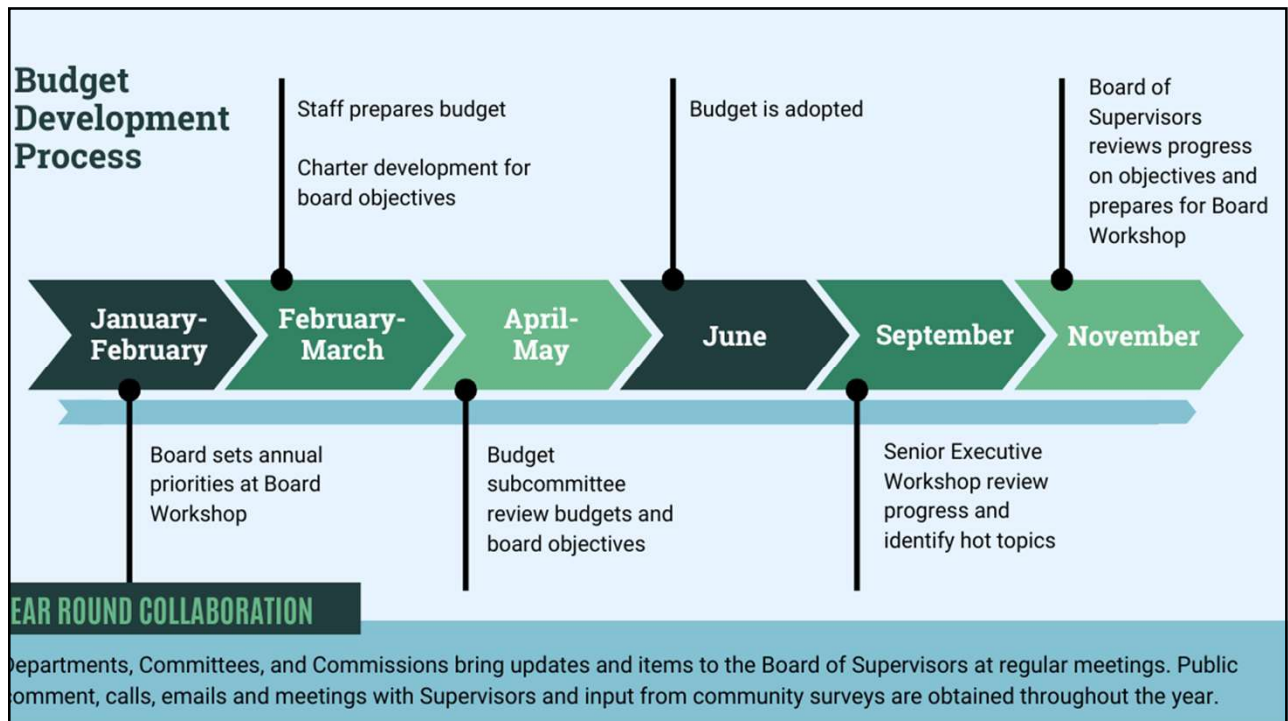 Budget
Development
Process
Staff prepares budget
Charter development for
board objectives
Budget is adopted
Board of
Supervisors
reviews progress
on objectives and
prepares for Board
Workshop
January-
February
February-
March
April-
May
June
September
November
Board sets annual
priorities at Board
Workshop
Budget
subcommittee
review budgets and
board objectives
Senior Executive
Workshop review
progress and
identify hot topics
EAR ROUND COLLABORATION
epartments, Committees, and Commissions bring updates and items to the Board of Supervisors at regular meetings. Public
omment, calls, emails and meetings with Supervisors and input from community surveys are obtained throughout the year.